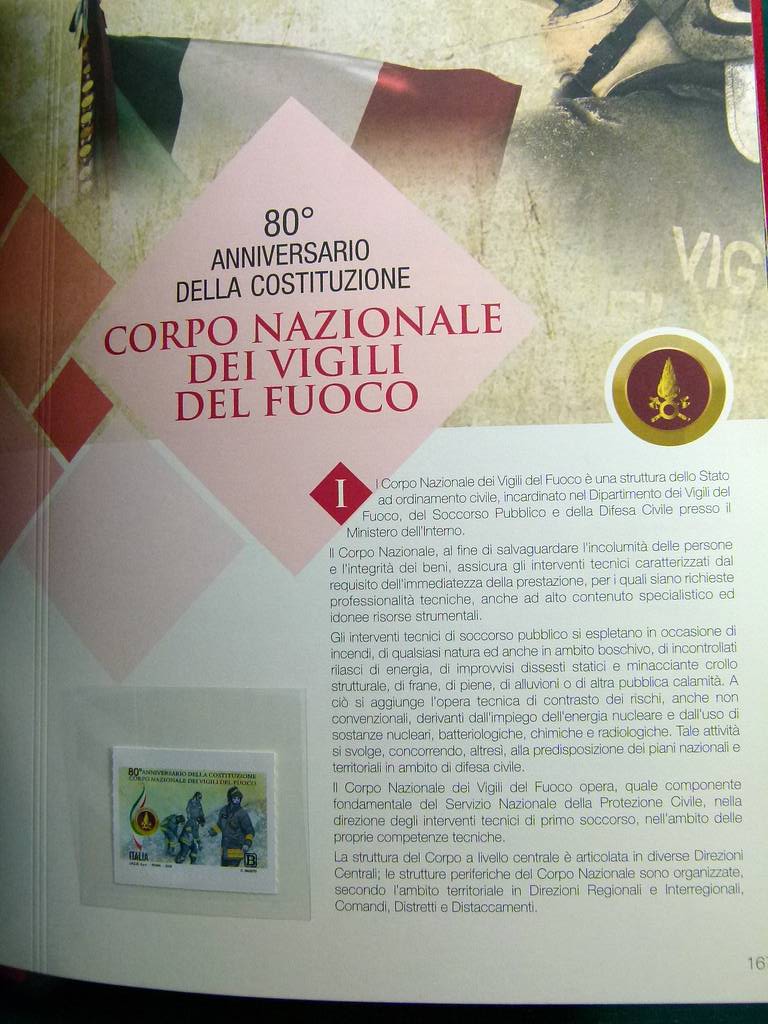 80°
ANNIVERSARIO
DELLA COSTITUZIONE
CORPO NAZIONALE
DEI VIGILI
DEL FUOCO
VIG
I
l Corpo Nazionale dei Vigili del Fuoco è una struttura dello Stato
ad ordinamento civile, incardinato nel Dipartimento dei Vigili del
Fuoco, del Soccorso Pubblico e della Difesa Civile presso il
Ministero dell'Interno.
Il Corpo Nazionale, al fine di salvaguardare l'incolumità delle persone
e l'integrità dei beni, assicura gli interventi tecnici caratterizzati dal
requisito dell'immediatezza della prestazione, per i quali siano richieste
professionalità tecniche, anche ad alto contenuto specialistico ed
idonee risorse strumentali.
Gli interventi tecnici di soccorso pubblico si espletano in occasione di
incendi, di qualsiasi natura ed anche in ambito boschivo, di incontrollati
rilasci di energia, di improvvisi dissesti statici e minacciante crollo
strutturale, di frane, di piene, di alluvioni o di altra pubblica calamità. A
ciò si aggiunge l'opera tecnica di contrasto dei rischi, anche non
convenzionali, derivanti dall'impiego dell'energia nucleare e dall'uso di
sostanze nucleari, batteriologiche, chimiche e radiologiche. Tale attività
si svolge, concorrendo, altresì, alla predisposizione dei piani nazionali e
territoriali in ambito di difesa civile.
Il Corpo Nazionale dei Vigili del Fuoco opera, quale componente
fondamentale del Servizio Nazionale della Protezione Civile, nella
direzione degli interventi tecnici di primo soccorso, nell'ambito delle
proprie competenze tecniche.
La struttura del Corpo a livello centrale è articolata in diverse Direzioni
Centrali; le strutture periferiche del Corpo Nazionale sono organizzate,
secondo l'ambito territoriale in Direzioni Regionali e Interregionali,
Comandi, Distretti e Distaccamenti.
80° ANNIVERSARIO DELLA COSTITUZIONE
CORPO NAZIONALE DEI VIGILI DEL FUOCO
ITALIA
B
167